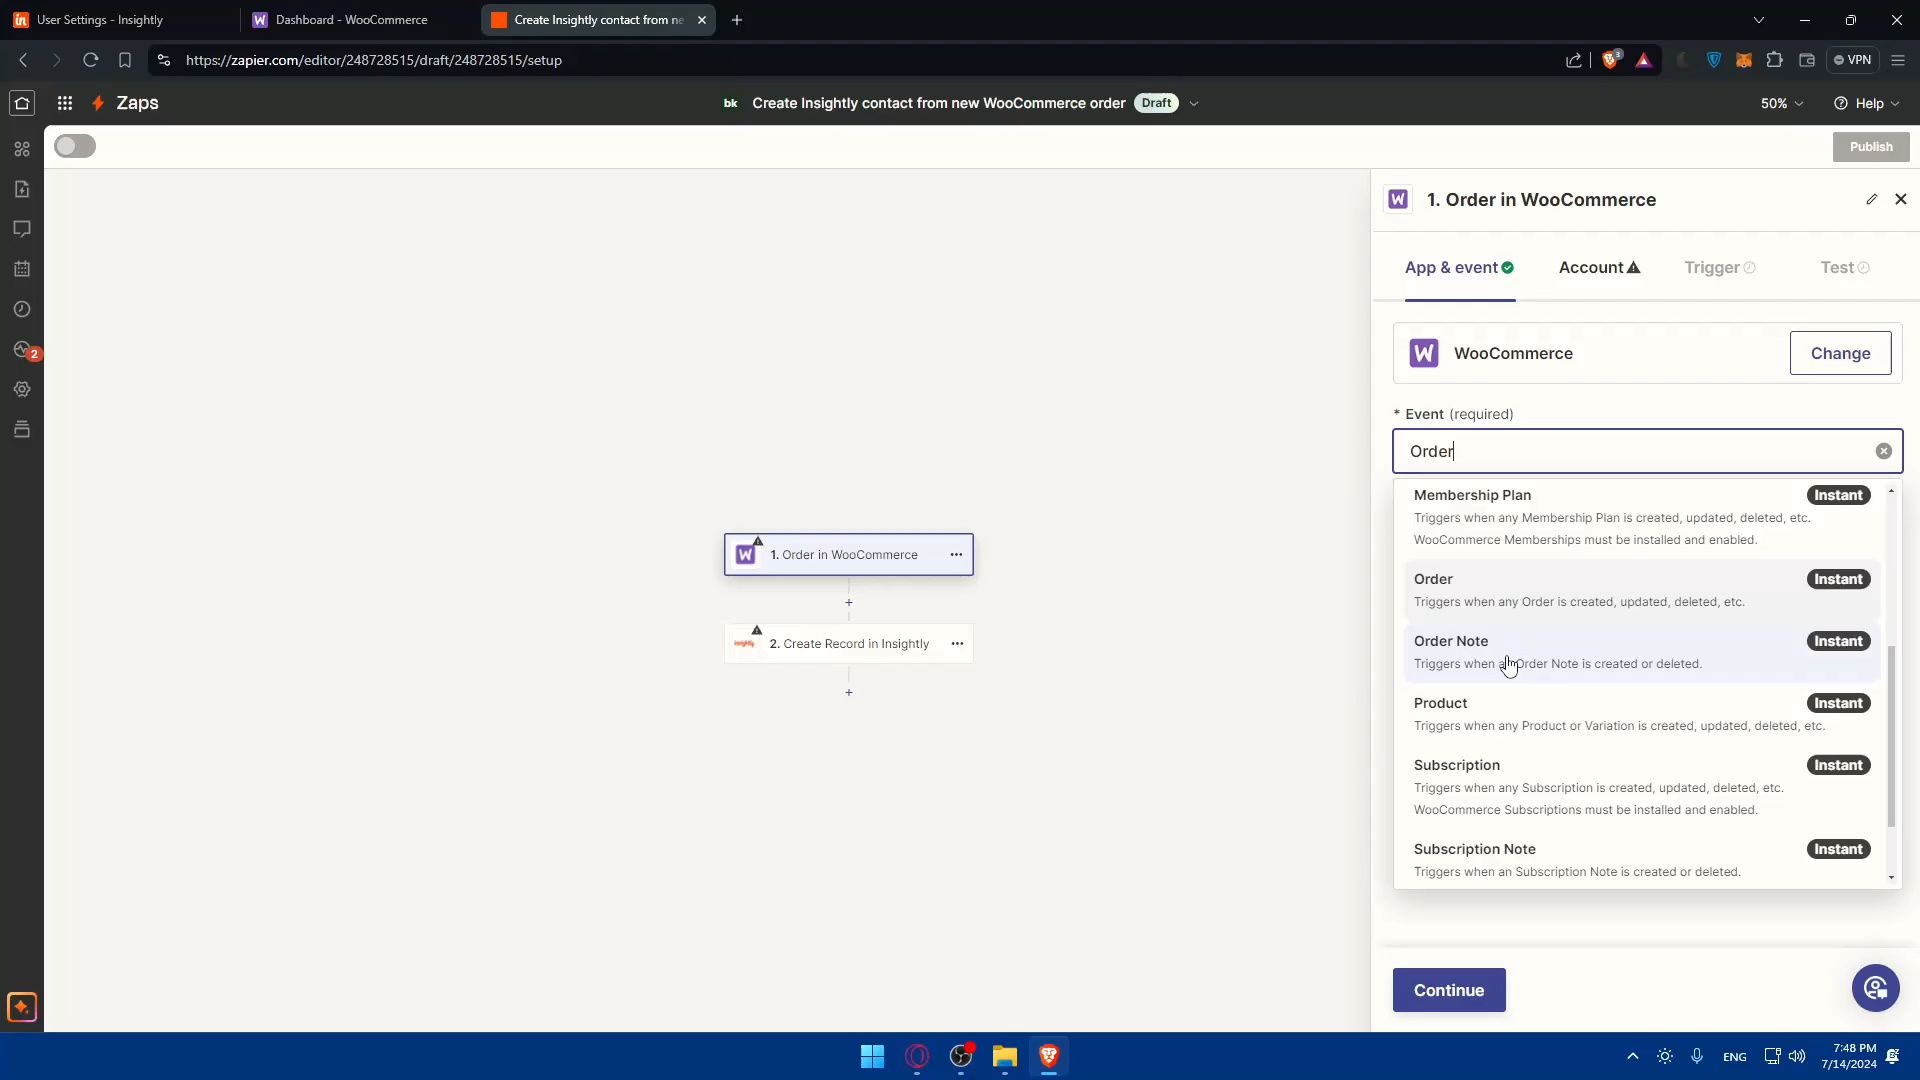 User Settings - Insightly
Dashboard - WooCommerce
Create Insightly contact from ne
https://zapier.com/editor/248728515/draft/248728515/setup
3
VPN
Zaps
bk
Create Insightly contact from new WooCommerce order
Draft
50%
Help
Publish
2
1. Order in WooCommerce
2. Create Record in Insightly
1. Order in WooCommerce
App & event
Account
Trigger
Test
WooCommerce
Change
* Event (required)
Order
Membership Plan
Instant
Triggers when any Membership Plan is created, updated, deleted, etc.
WooCommerce Memberships must be installed and enabled.
Order
Instant
Triggers when any Order is created, updated, deleted, etc.
Order Note
Instant
Triggers when a Order Note is created or deleted.
Product
Instant
Triggers when any Product or Variation is created, updated, deleted, etc.
Subscription
Instant
Triggers when any Subscription is created, updated, deleted, etc.
WooCommerce Subscriptions must be installed and enabled.
Subscription Note
Instant
Triggers when an Subscription Note is created or deleted.
Continue
ENG
7:48 PM
7/14/2024